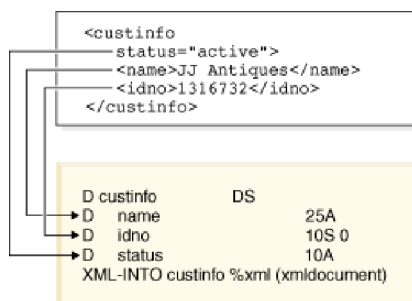 <custinfo
status="active">
<name>JJ Antiques</name>
<idno>1316732</idno>
</custinfo>
D custinfo DS
D name 25A
D idno 10S 0
D status 10A
XML-INTO custinfo %xml (xmldocument)